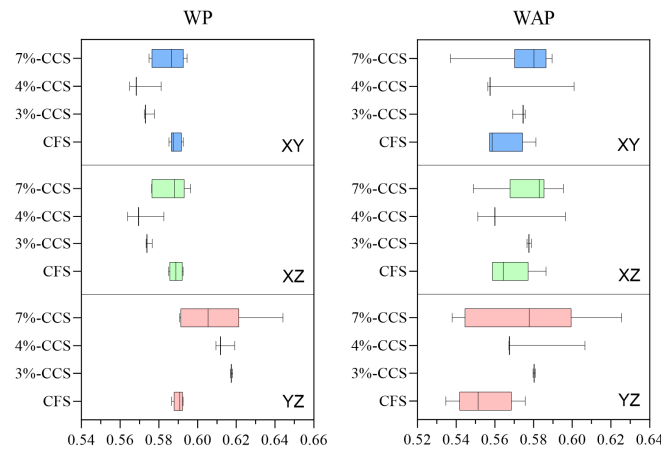 WP
WAP
7%-CCS
4%-CCS
3%-CCS
CFS
XY
7%-CCS
4%-CCS
3%-CCS
CFS
XZ
7%-CCS
4%-CCS
3%-CCS
CFS
YZ
0.54 0.56 0.58 0.60 0.62 0.64 0.66
7%-CCS
4%-CCS
3%-CCS
CFS
XY
7%-CCS
4%-CCS
3%-CCS
CFS
XZ
7%-CCS
4%-CCS
3%-CCS
CFS
YZ
0.52 0.54 0.56 0.58 0.60 0.62 0.64